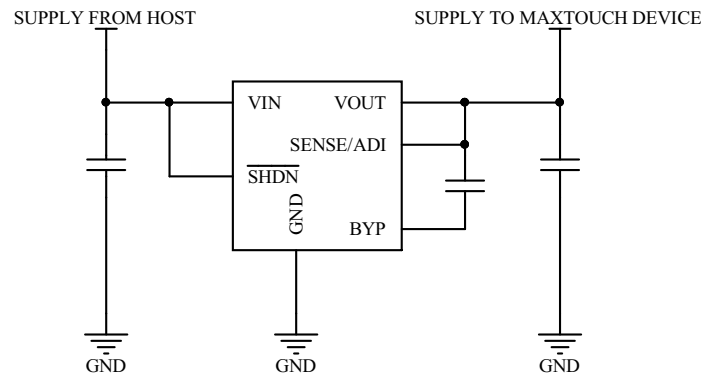 SUPPLY FROM HOST
SUPPLY TO MAXTOUCH DEVICE
VIN
VOUT
SENSE/ADI
SHDN
GND
BYP
GND
GND
GND